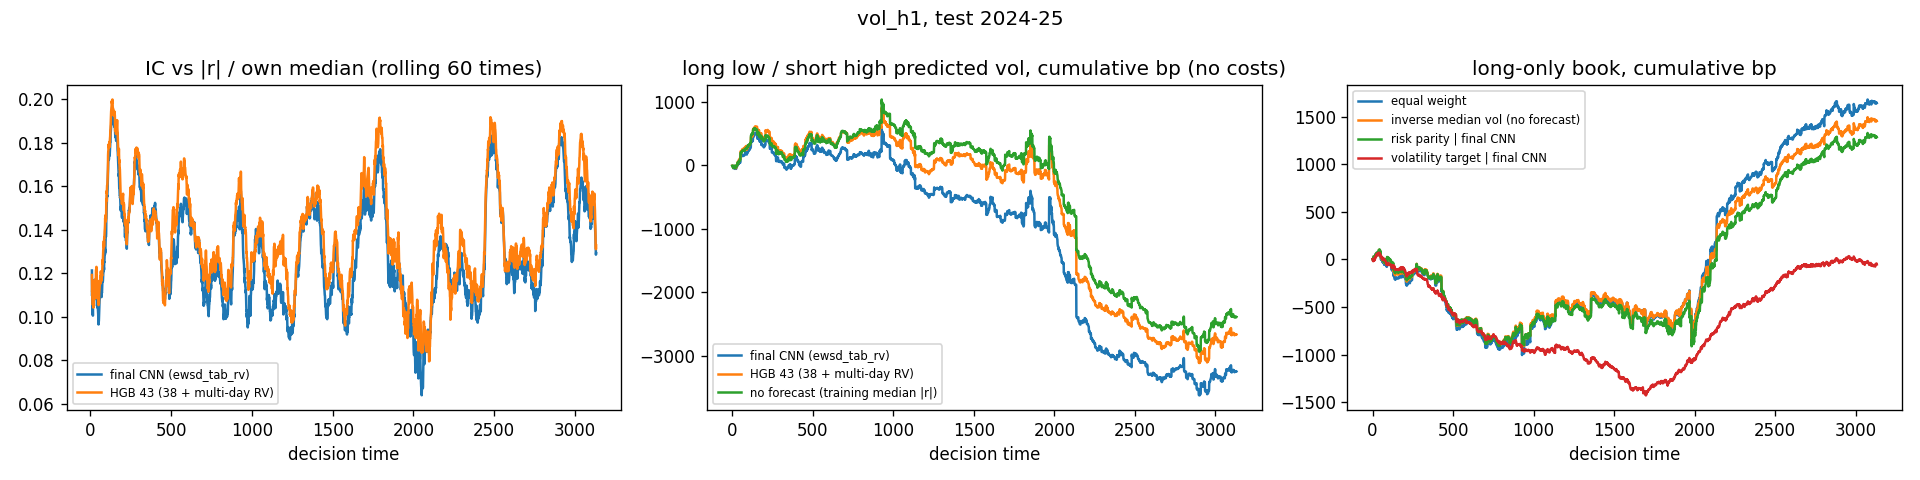 vol_h1, test 2024-25
IC vs |r| / own median (rolling 60 times)
0.20
0.18
0.16
0.14
0.12
0.10
0.08
0.06
final CNN (ewsd_tab_rv)
HGB 43 (38 + multi-day RV)
0 500 1000 1500 2000 2500 3000
decision time
long low / short high predicted vol, cumulative bp (no costs)
1000
0
−1000
−2000
−3000
final CNN (ewsd_tab_rv)
HGB 43 (38 + multi-day RV)
no forecast (training median |r|)
0 500 1000 1500 2000 2500 3000
decision time
long-only book, cumulative bp
equal weight
inverse median vol (no forecast)
risk parity | final CNN
volatility target | final CNN
1500
1000
500
0
−500
−1000
−1500
0 500 1000 1500 2000 2500 3000
decision time